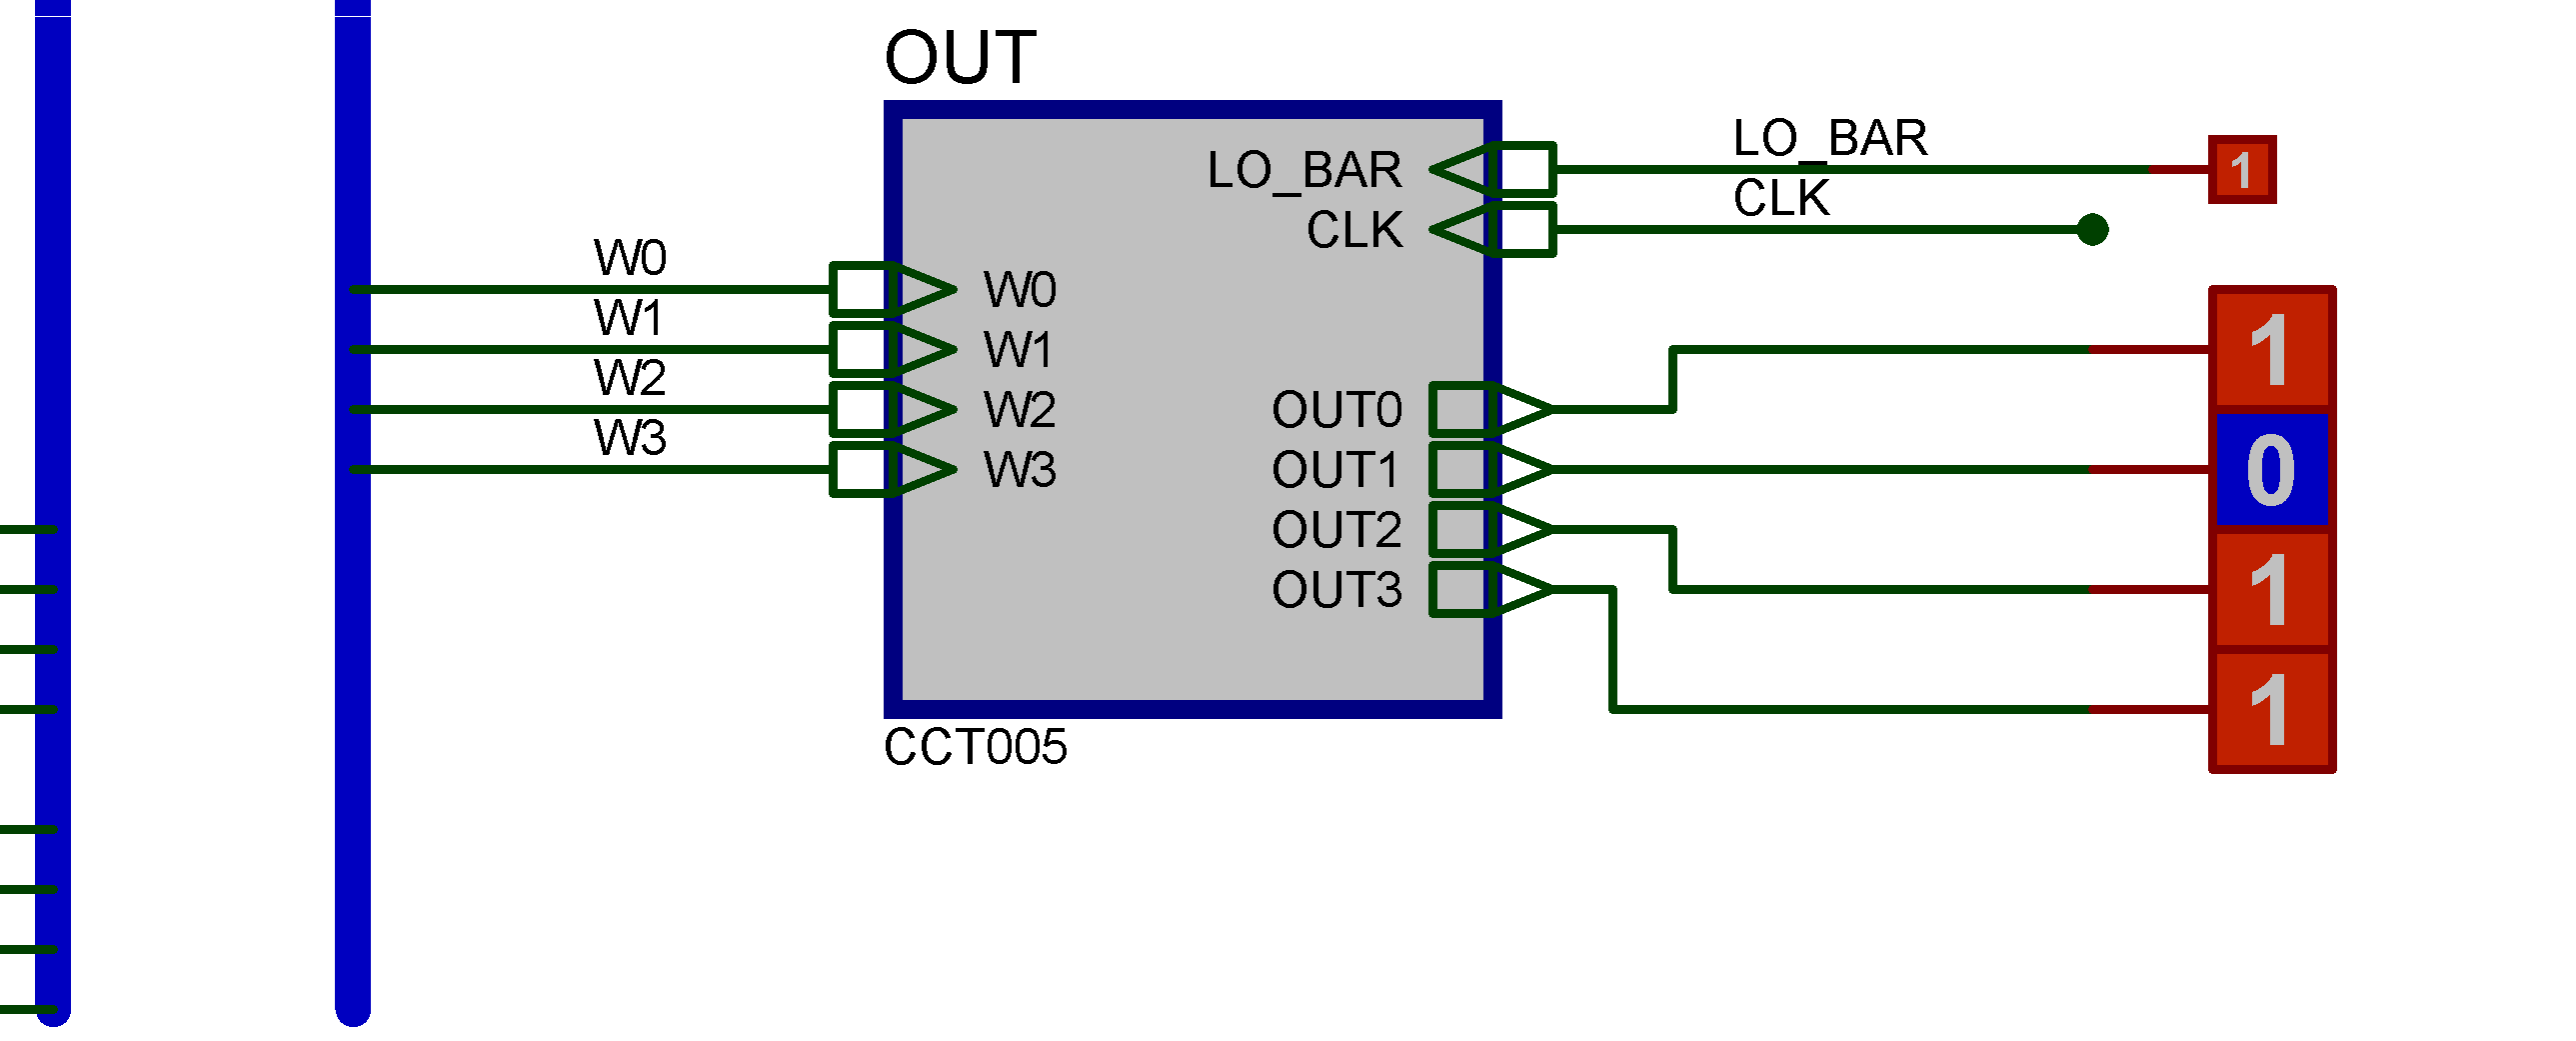 OUT
LO_BAR
1
LO_BAR
CLK
CLK
W0
W0
W1
W1
W2
W2
W3
W3
OUT0
1
OUT1
0
OUT2
1
OUT3
1
CCT005